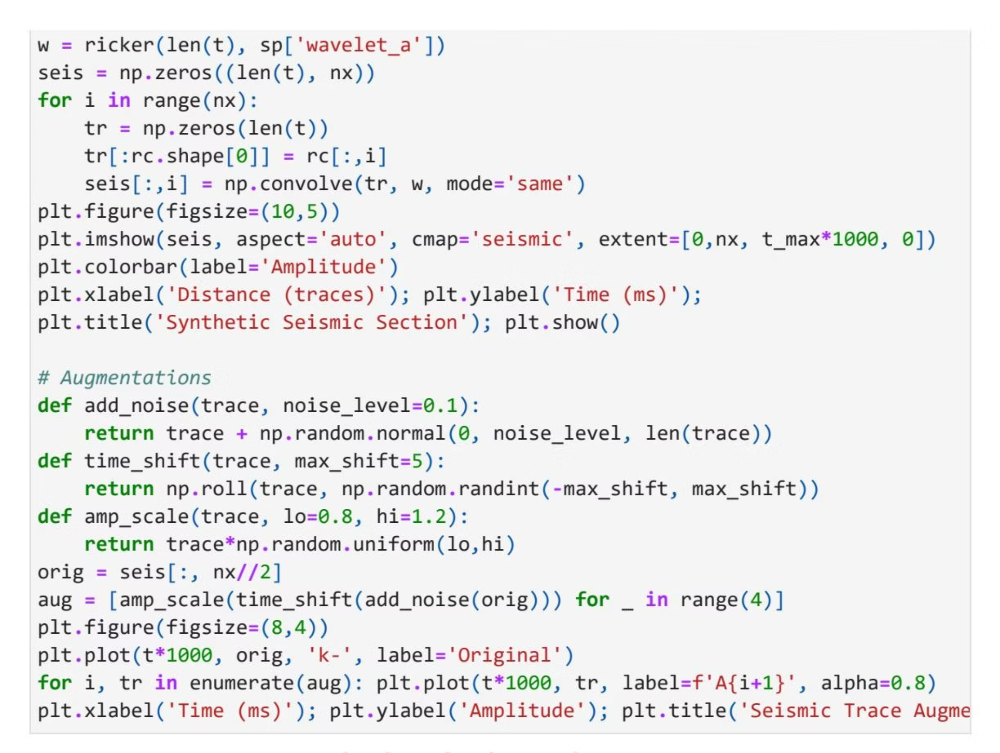 w = ricker(len(t), sp['wavelet_a'])
seis = np.zeros((len(t), nx))
for i in range(nx):
    tr = np.zeros(len(t))
    tr[:rc.shape[0]] = rc[:,i]
    seis[:,i] = np.convolve(tr, w, mode='same')
plt.figure(figsize=(10,5))
plt.imshow(seis, aspect='auto', cmap='seismic', extent=[0,nx, t_max*1000, 0])
plt.colorbar(label='Amplitude')
plt.xlabel('Distance (traces)'); plt.ylabel('Time (ms)');
plt.title('Synthetic Seismic Section'); plt.show()

# Augmentations
def add_noise(trace, noise_level=0.1):
    return trace + np.random.normal(0, noise_level, len(trace))
def time_shift(trace, max_shift=5):
    return np.roll(trace, np.random.randint(-max_shift, max_shift))
def amp_scale(trace, lo=0.8, hi=1.2):
    return trace*np.random.uniform(lo,hi)
orig = seis[:, nx//2]
aug = [amp_scale(time_shift(add_noise(orig))) for _ in range(4)]
plt.figure(figsize=(8,4))
plt.plot(t*1000, orig, 'k-', label='Original')
for i, tr in enumerate(aug): plt.plot(t*1000, tr, label=f'A{i+1}', alpha=0.8)
plt.xlabel('Time (ms)'); plt.ylabel('Amplitude'); plt.title('Seismic Trace Augme